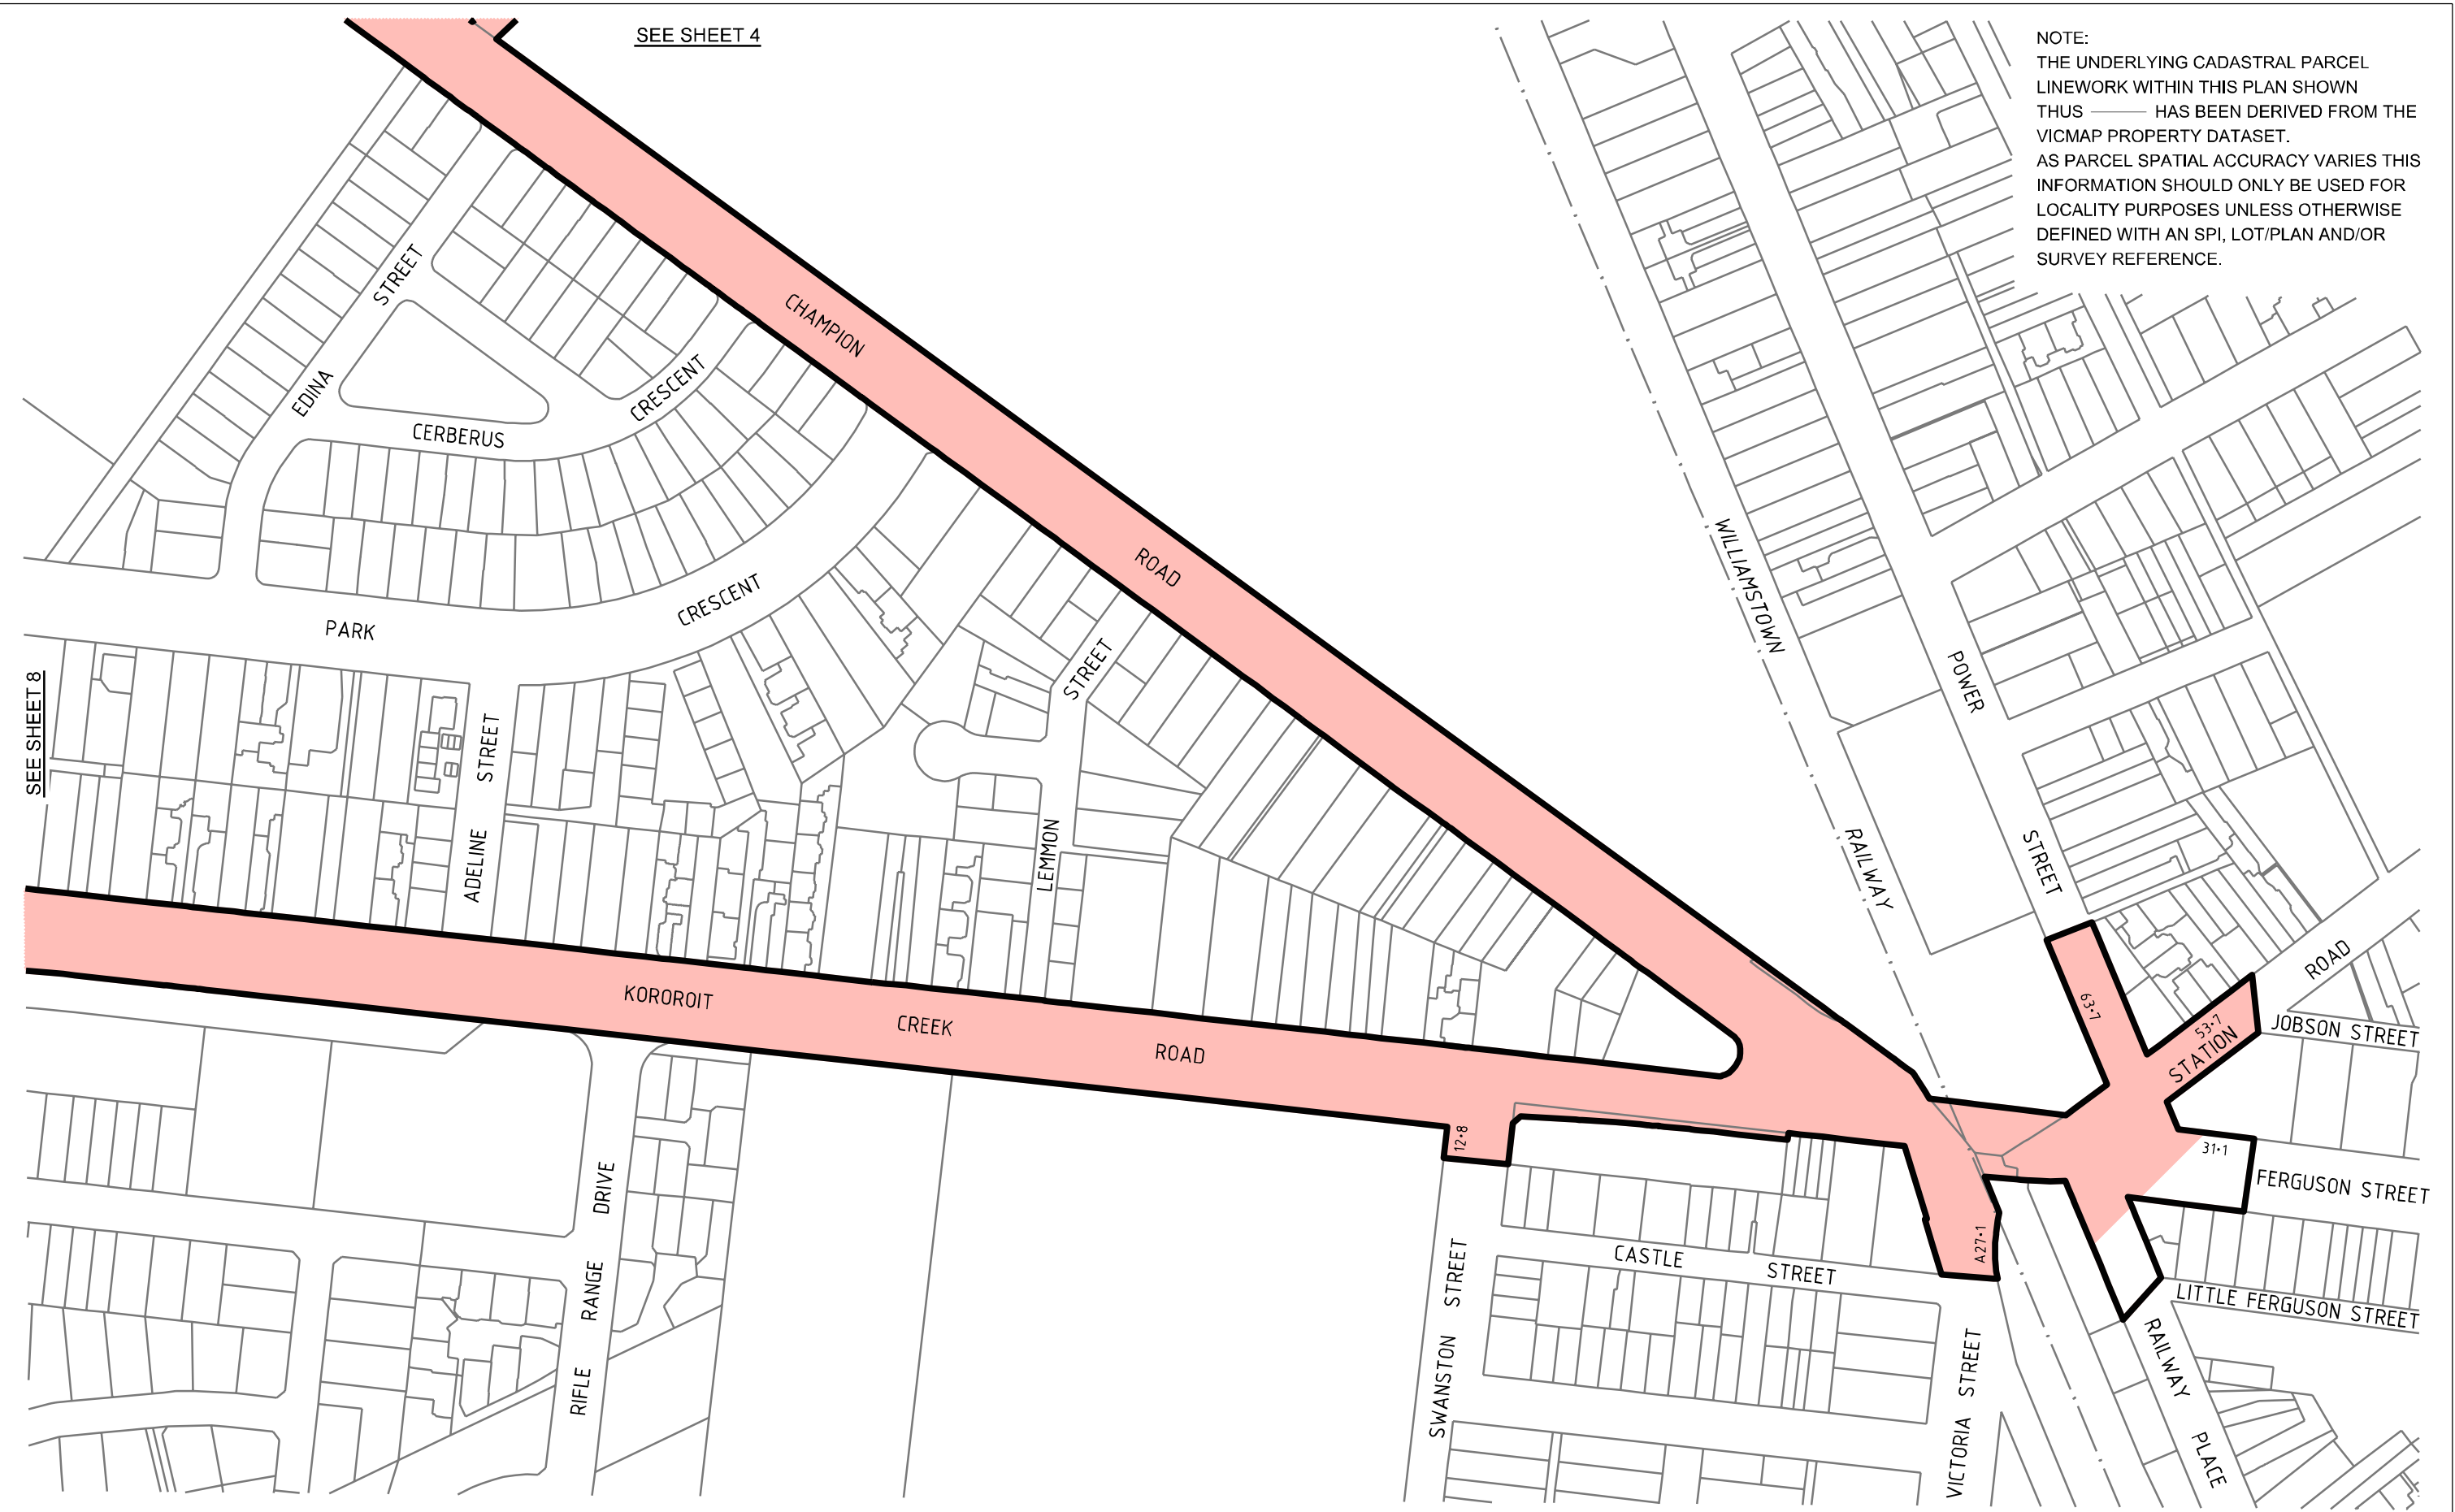 SEE SHEET 4
NOTE:
THE UNDERLYING CADASTRAL PARCEL
LINEWORK WITHIN THIS PLAN SHOWN
THUS ——— HAS BEEN DERIVED FROM THE
VICMAP PROPERTY DATASET.
AS PARCEL SPATIAL ACCURACY VARIES THIS
INFORMATION SHOULD ONLY BE USED FOR
LOCALITY PURPOSES UNLESS OTHERWISE
DEFINED WITH AN SPI, LOT/PLAN AND/OR
SURVEY REFERENCE.
CHAMPION
ROAD
EDINA
STREET
CERBERUS
CRESCENT
PARK
CRESCENT
SEE SHEET 8
ADELINE
STREET
LEMMON
STREET
WILLIAMSTOWN
RAILWAY
POWER
STREET
KOROROIT
CREEK
ROAD
63·7
53·7
STATION
ROAD
JOBSON STREET
31·1
FERGUSON STREET
12·8
A27·1
LITTLE FERGUSON STREET
RIFLE
RANGE
DRIVE
SWANSTON
STREET
CASTLE
STREET
VICTORIA
STREET
RAILWAY
PLACE